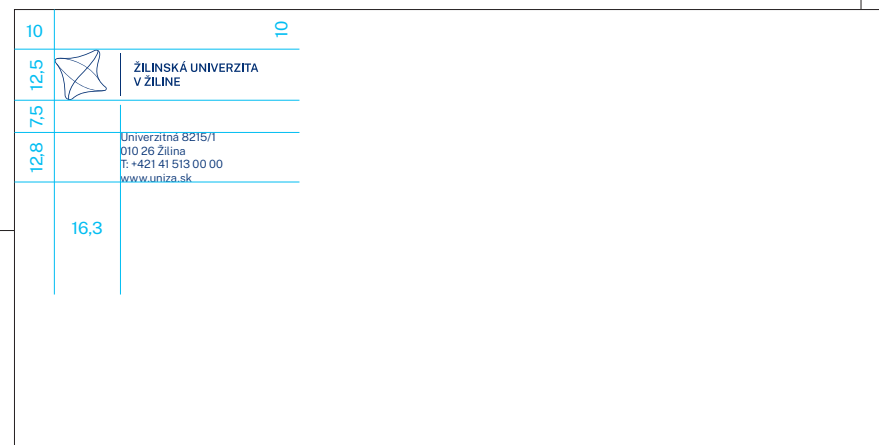 10
10
12,5
ŽILINSKÁ UNIVERZITA
V ŽILINE
7,5
12,8
Univerzitná 8215/1
010 26 Žilina
T: +421 41 513 00 00
www.uniza.sk
16,3